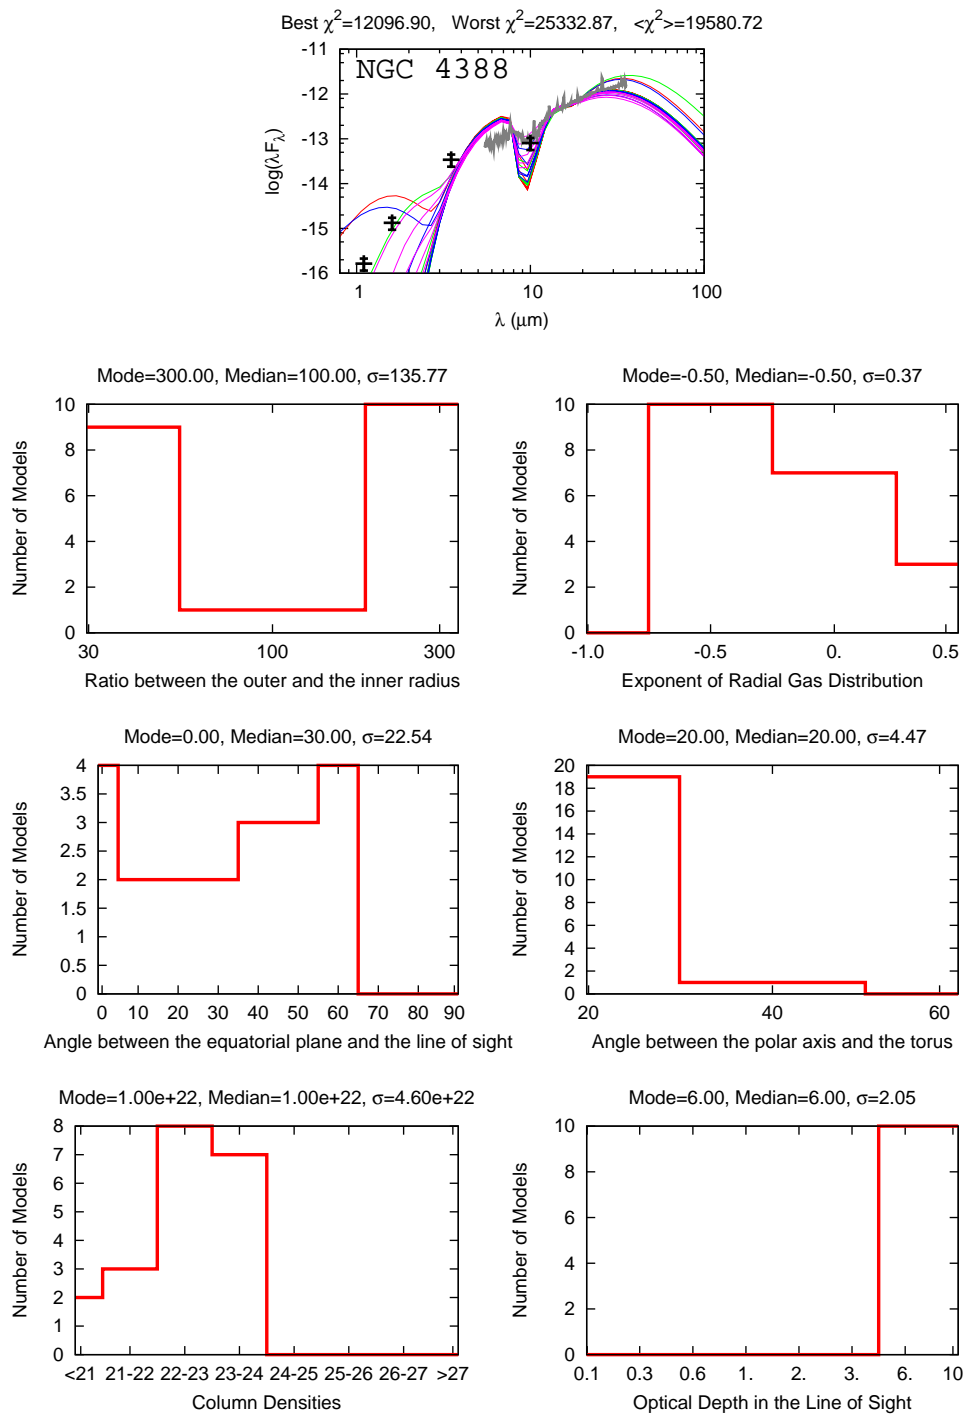 Best χ²=12096.90, Worst χ²=25332.87, <χ²>=19580.72
NGC 4388
log(λFλ)
-11
-12
-13
-14
-15
-16
1 10 100
λ (μm)
Mode=300.00, Median=100.00, σ=135.77
Number of Models
10
8
6
4
2
0
30 100 300
Ratio between the outer and the inner radius
Mode=-0.50, Median=-0.50, σ=0.37
Number of Models
10
8
6
4
2
0
-1.0 -0.5 0. 0.5
Exponent of Radial Gas Distribution
Mode=0.00, Median=30.00, σ=22.54
Number of Models
4
3.5
3
2.5
2
1.5
1
0.5
0
0 10 20 30 40 50 60 70 80 90
Angle between the equatorial plane and the line of sight
Mode=20.00, Median=20.00, σ=4.47
Number of Models
20
18
16
14
12
10
8
6
4
2
0
20 40 60
Angle between the polar axis and the torus
Mode=1.00e+22, Median=1.00e+22, σ=4.60e+22
Number of Models
8
7
6
5
4
3
2
1
0
<21 21-22 22-23 23-24 24-25 25-26 26-27 >27
Column Densities
Mode=6.00, Median=6.00, σ=2.05
Number of Models
10
8
6
4
2
0
0.1 0.3 0.6 1. 2. 3. 6. 10
Optical Depth in the Line of Sight